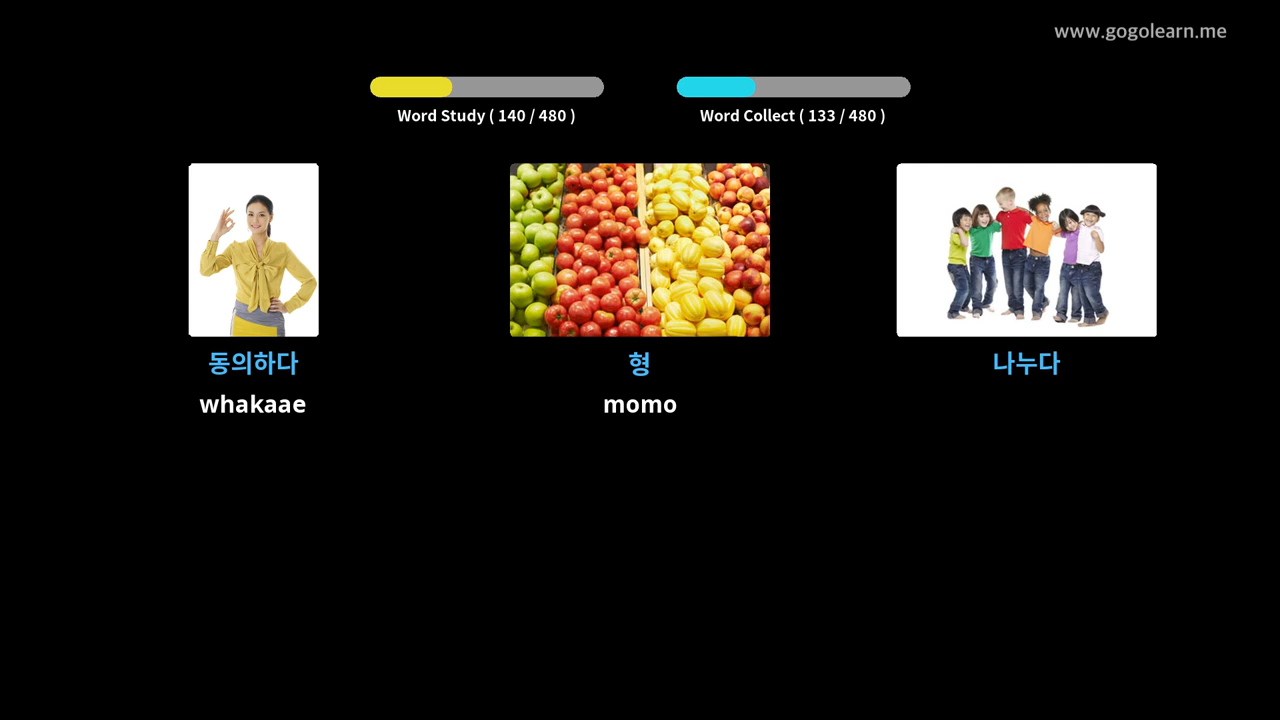 www.gogolearn.me
Word Study ( 140 / 480 )
Word Collect ( 133 / 480 )
동의하다
형
나누다
whakaae
momo